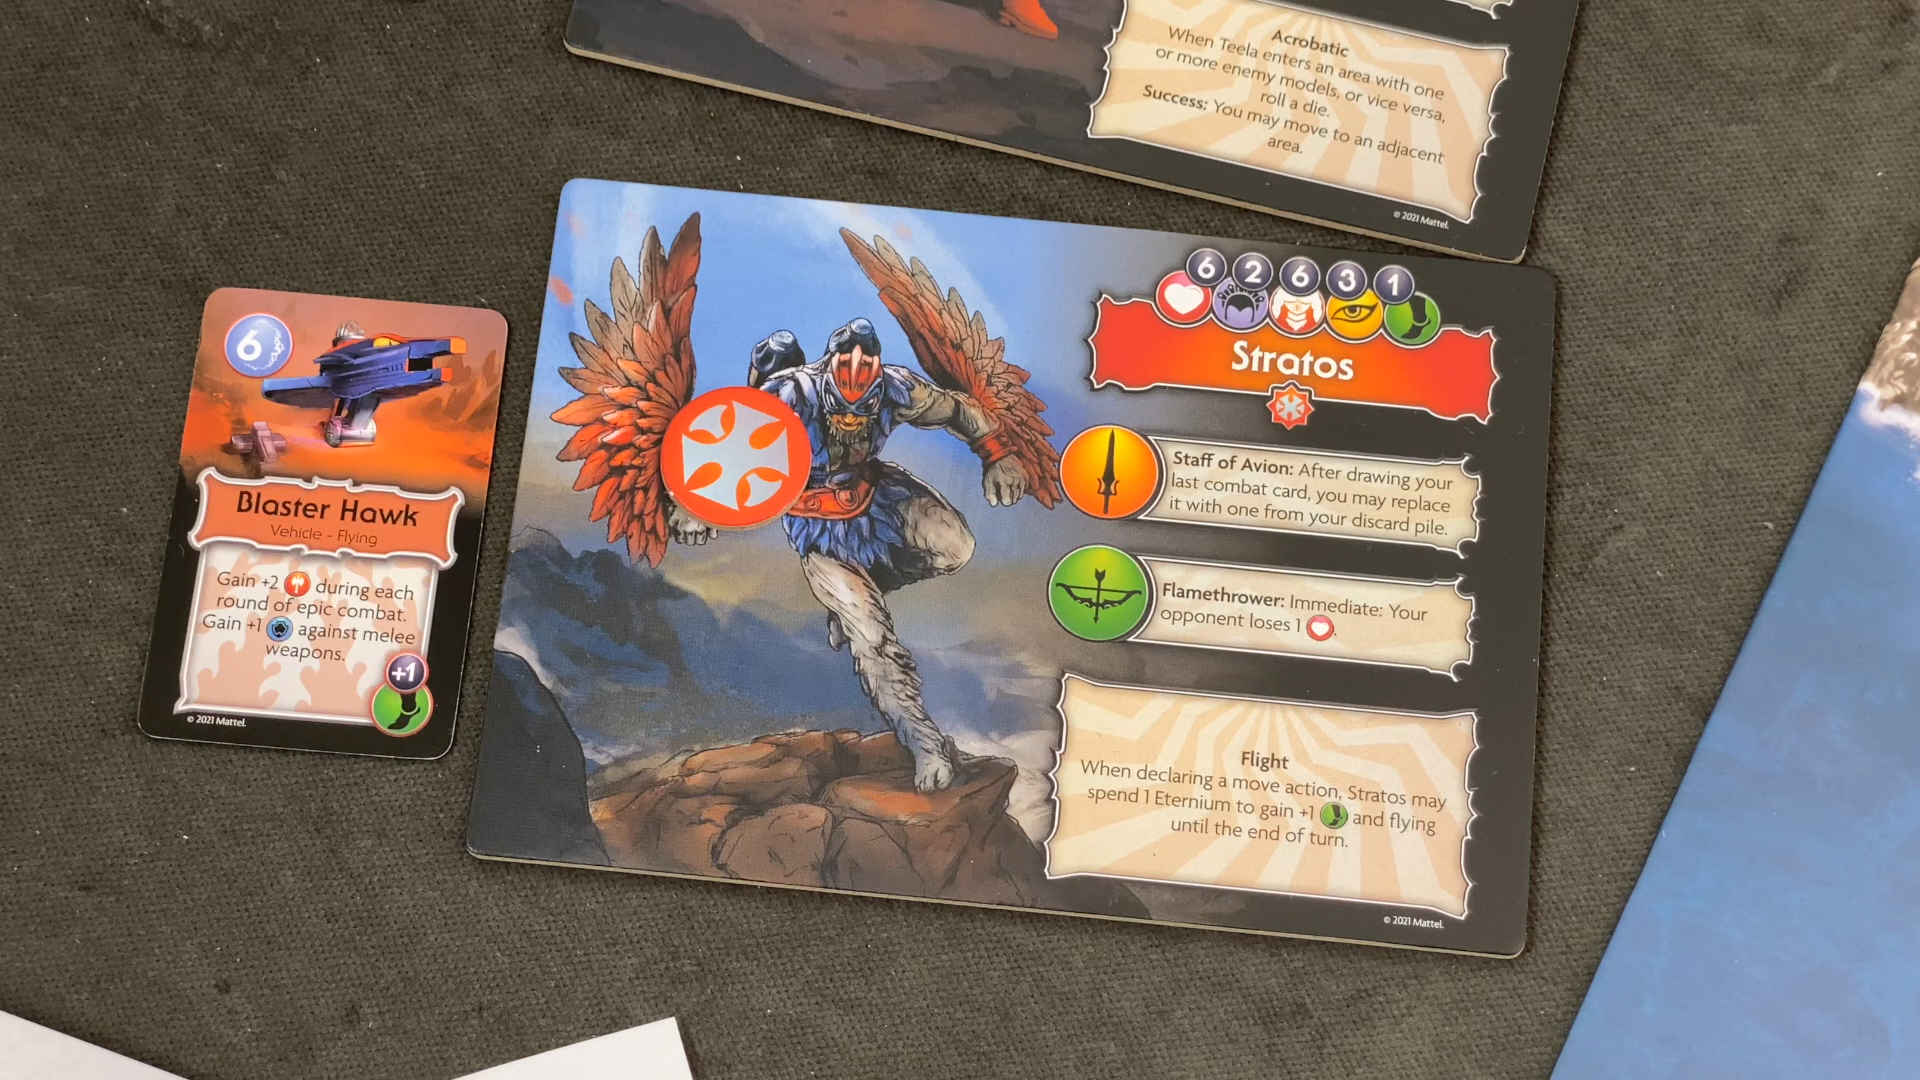 Acrobatic
When Teela enters an area with one
or more enemy models, or vice versa,
roll a die.
Success: You may move to an adjacent
area.
© 2021 Mattel.
6 2 6 3 1
Stratos
Staff of Avion: After drawing your
last combat card, you may replace
it with one from your discard pile.
Flamethrower: Immediate: Your
opponent loses 1 .
Flight
When declaring a move action, Stratos may
spend 1 Eternium to gain +1 and flying
until the end of turn.
© 2021 Mattel.
6
Blaster Hawk
Vehicle - Flying
Gain +2 during each
round of epic combat.
Gain +1 against melee
weapons.
+1
© 2021 Mattel.